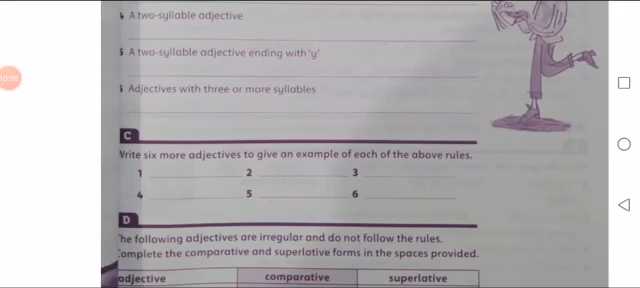 4 A two-syllable adjective
5 A two-syllable adjective ending with 'y'
Adjectives with three or more syllables
C
Write six more adjectives to give an example of each of the above rules.
1 2 3
4 5 6
D
The following adjectives are irregular and do not follow the rules.
Complete the comparative and superlative forms in the spaces provided.
adjective comparative superlative